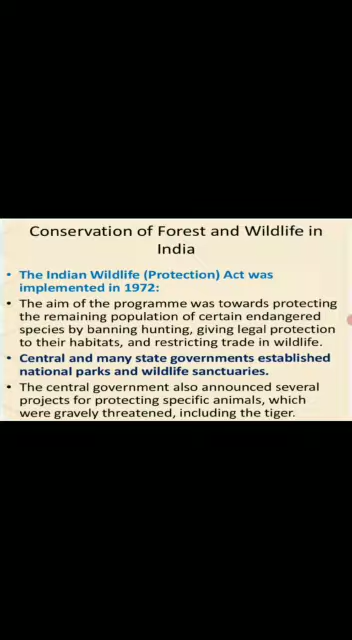 Conservation of Forest and Wildlife in
India
• The Indian Wildlife (Protection) Act was
implemented in 1972:
• The aim of the programme was towards protecting
the remaining population of certain endangered
species by banning hunting, giving legal protection
to their habitats, and restricting trade in wildlife.
• Central and many state governments established
national parks and wildlife sanctuaries.
• The central government also announced several
projects for protecting specific animals, which
were gravely threatened, including the tiger.